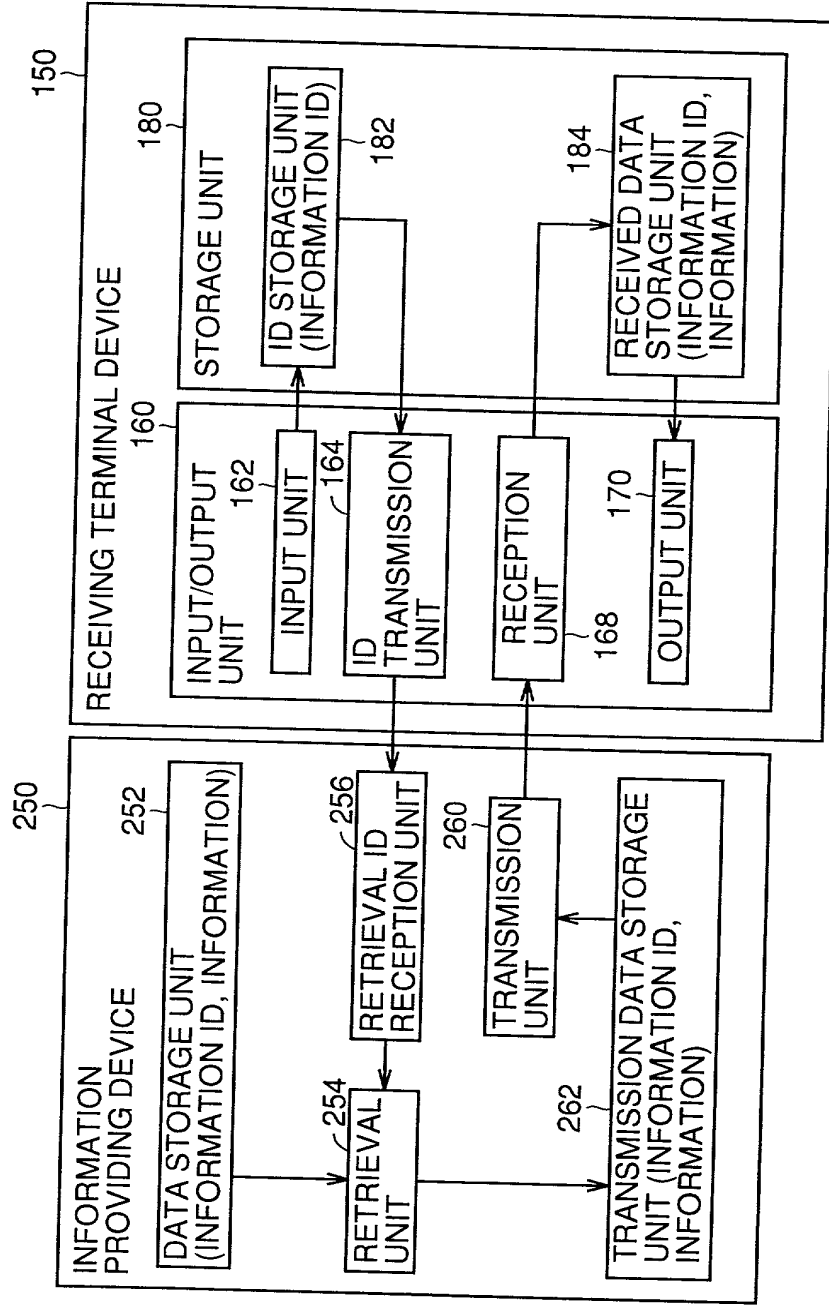 250
INFORMATION
PROVIDING DEVICE
252
DATA STORAGE UNIT
(INFORMATION ID, INFORMATION)
254
RETRIEVAL
UNIT
256
RETRIEVAL ID
RECEPTION UNIT
260
TRANSMISSION
UNIT
262
TRANSMISSION DATA STORAGE
UNIT (INFORMATION ID,
INFORMATION)
150
RECEIVING TERMINAL DEVICE
160
INPUT/OUTPUT
UNIT
162
INPUT UNIT
164
ID
TRANSMISSION
UNIT
RECEPTION
UNIT
168
170
OUTPUT UNIT
180
STORAGE UNIT
ID STORAGE UNIT
(INFORMATION ID)
182
184
RECEIVED DATA
STORAGE UNIT
(INFORMATION ID,
INFORMATION)